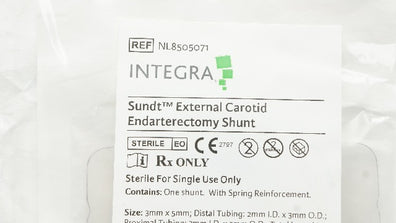 REF NL8505071
INTEGRA
Sundt™ External Carotid
Endarterectomy Shunt
STERILE EO CE 2797
i Rx ONLY
Sterile For Single Use Only
Contains: One shunt. With Spring Reinforcement.
Size: 3mm x 5mm; Distal Tubing: 2mm I.D. x 3mm O.D.;